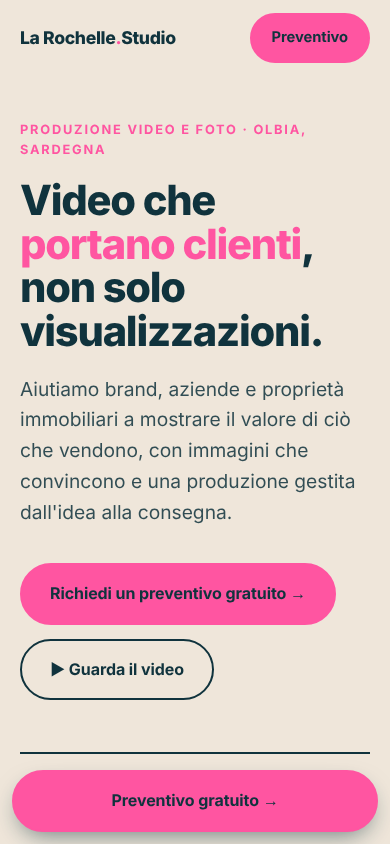 La Rochelle.Studio
Preventivo
PRODUZIONE VIDEO E FOTO · OLBIA,
SARDEGNA
Video che
portano clienti,
non solo
visualizzazioni.
Aiutiamo brand, aziende e proprietà
immobiliari a mostrare il valore di ciò
che vendono, con immagini che
convincono e una produzione gestita
dall'idea alla consegna.
Richiedi un preventivo gratuito →
▶ Guarda il video
Preventivo gratuito →